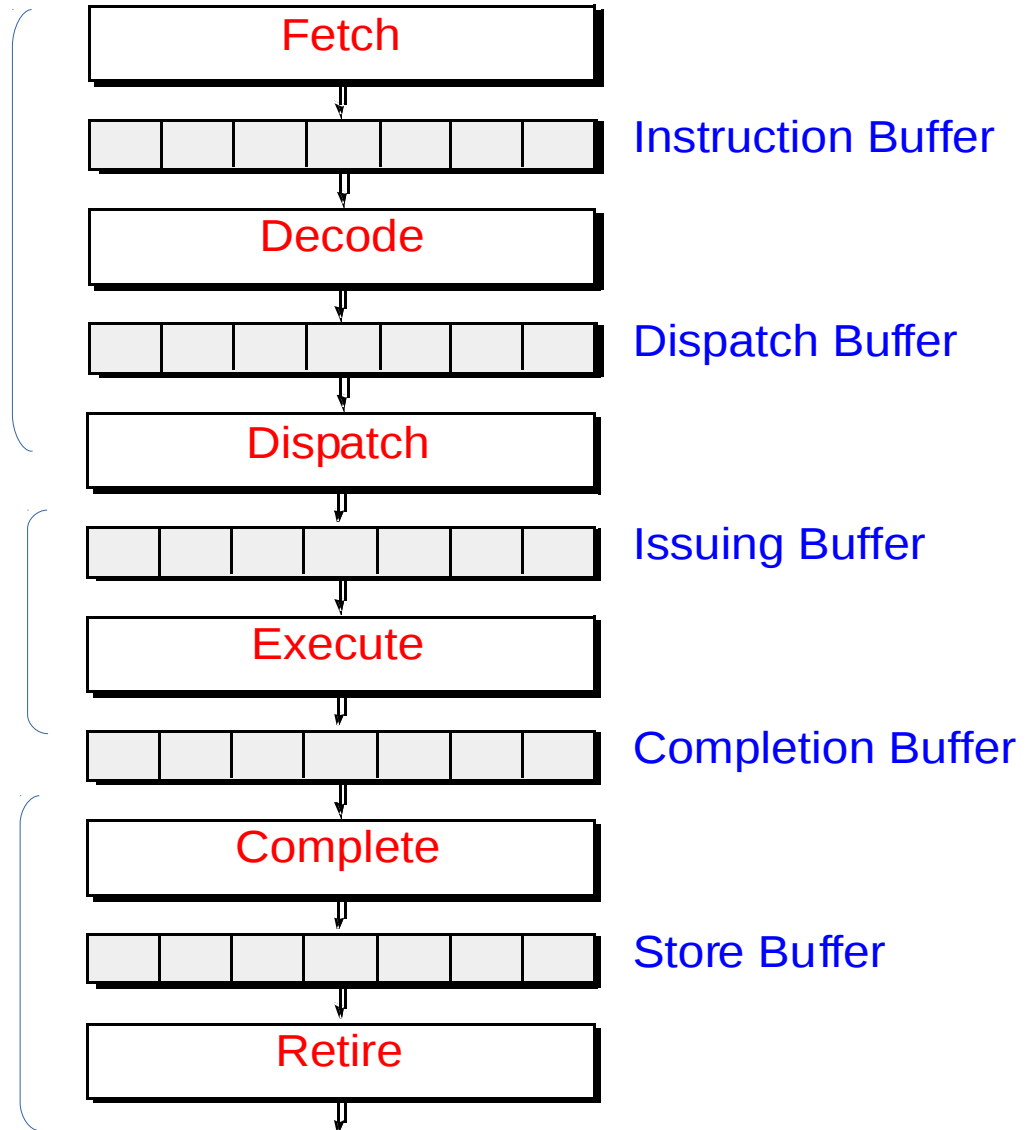 Fetch
Instruction Buffer
Decode
Dispatch Buffer
Dispatch
Issuing Buffer
Execute
Completion Buffer
Complete
Store Buffer
Retire